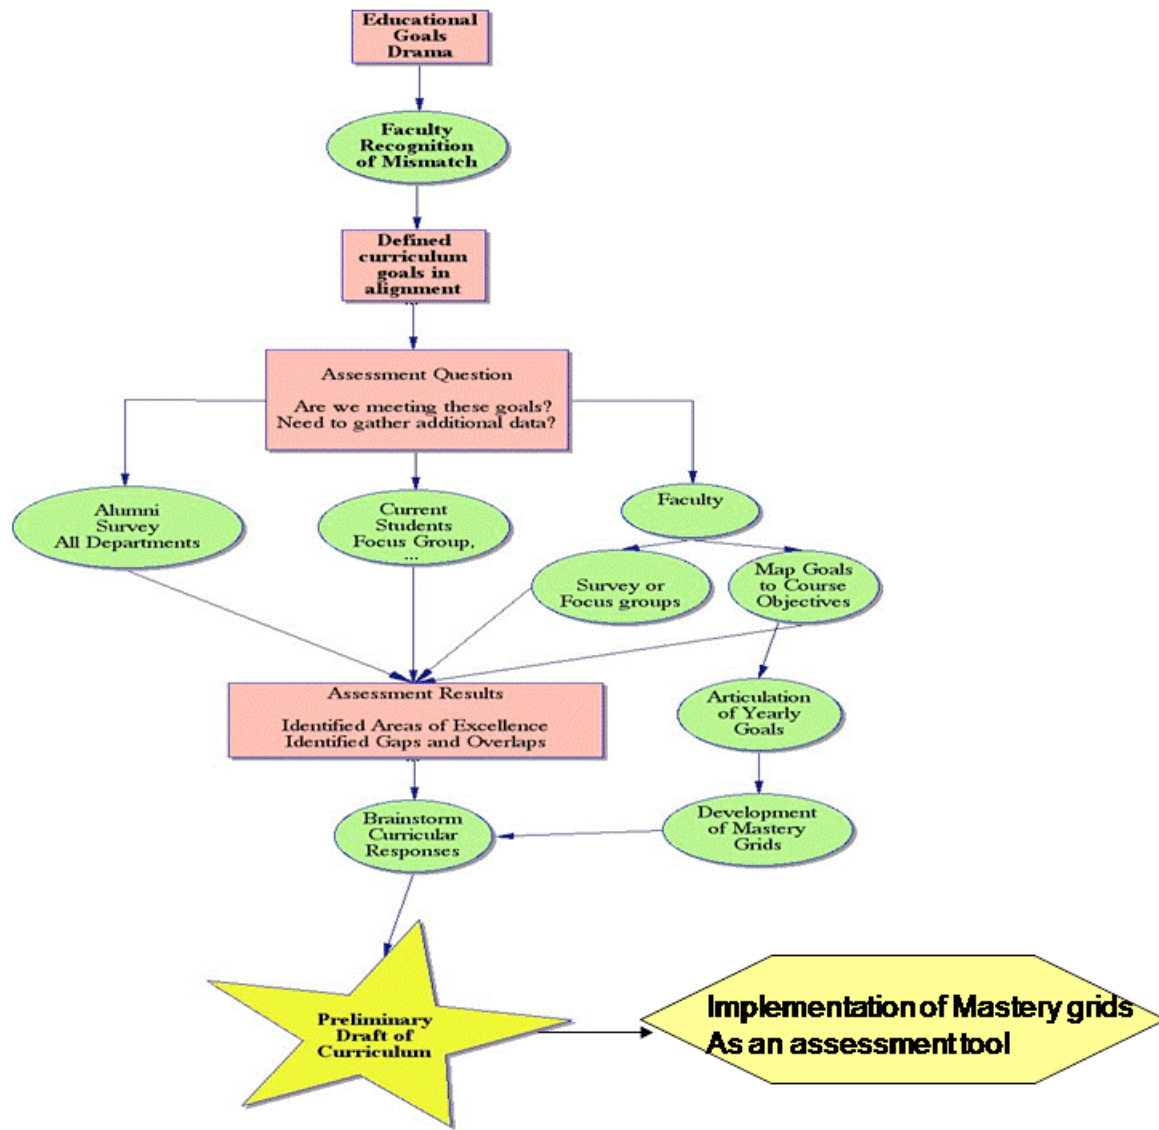 Educational
Goals
Drama
Faculty
Recognition
of Mismatch
Defined
curriculum
goals in
alignment
...
Assessment Question
Are we meeting these goals?
Need to gather additional data?
Alumni
Survey
All Departments
Current
Students
Focus Group,
...
Faculty
Survey or
Focus groups
Map Goals
to Course
Objectives
Assessment Results
Identified Areas of Excellence
Identified Gaps and Overlaps
...
Articulation
of Yearly
Goals
Brainstorm
Curricular
Responses
Development
of Mastery
Grids
Preliminary
Draft of
Curriculum
Implementation of Mastery grids
As an assessment tool